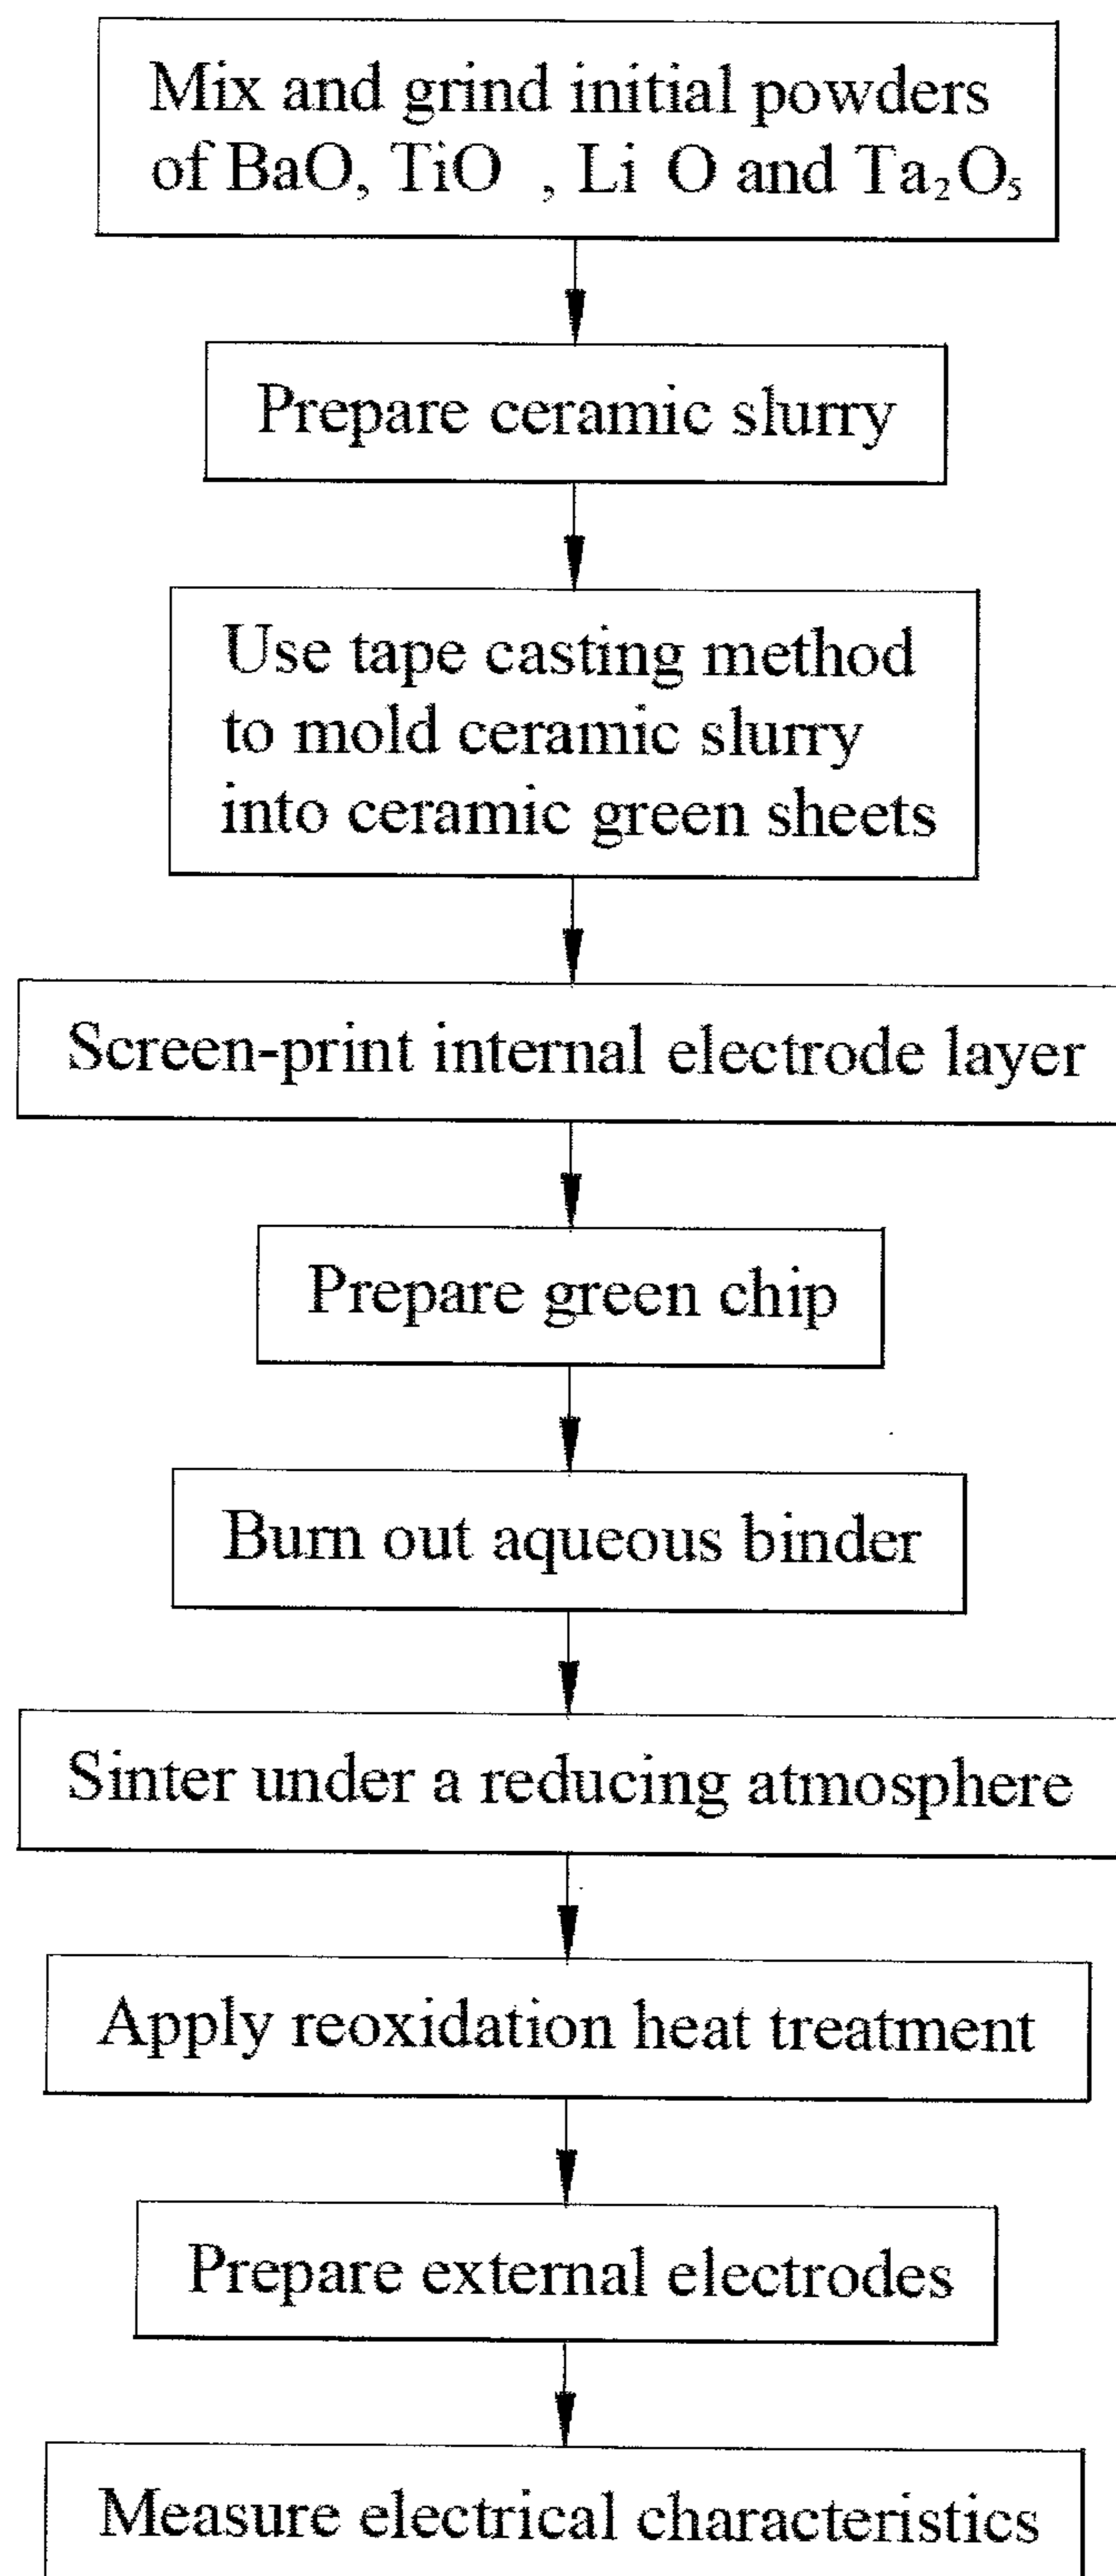 Mix and grind initial powders
of BaO, TiO , Li O and Ta₂O₅
Prepare ceramic slurry
Use tape casting method
to mold ceramic slurry
into ceramic green sheets
Screen-print internal electrode layer
Prepare green chip
Burn out aqueous binder
Sinter under a reducing atmosphere
Apply reoxidation heat treatment
Prepare external electrodes
Measure electrical characteristics